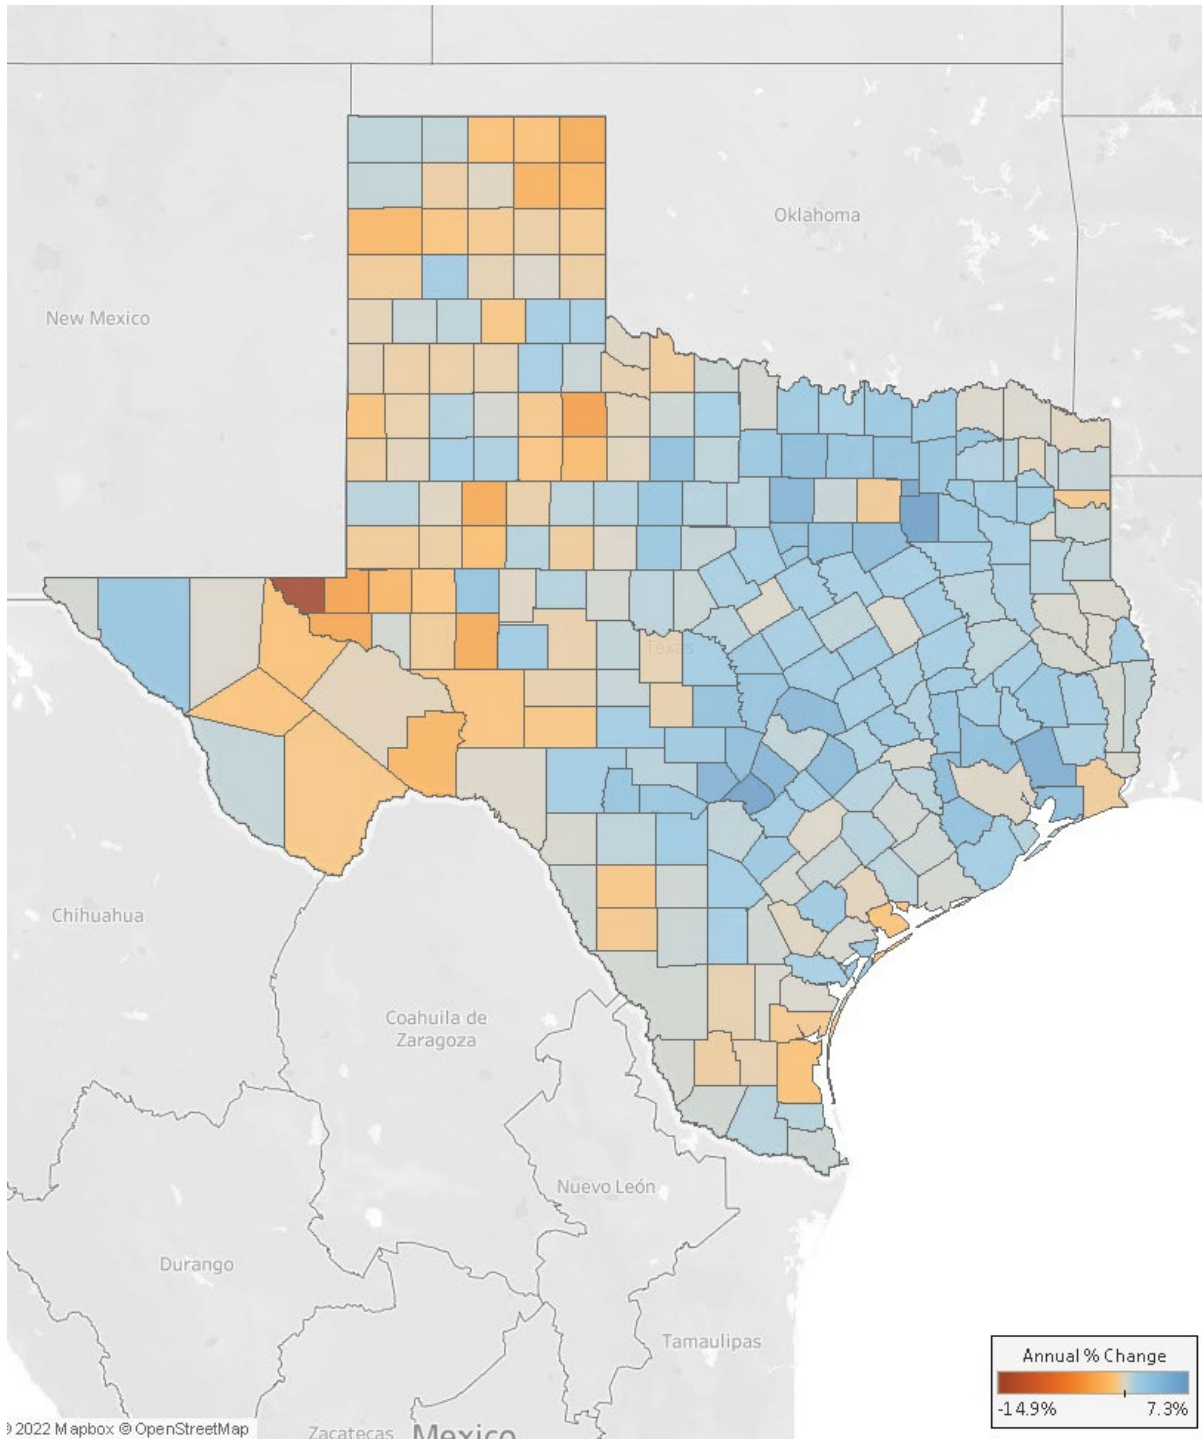 Oklahoma
New Mexico
Texas
Chihuahua
Coahuila de
Zaragoza
Nuevo León
Durango
Tamaulipas
Annual % Change
-14.9%
7.3%
2022 Mapbox © OpenStreetMap
Zacatecas
Mexico